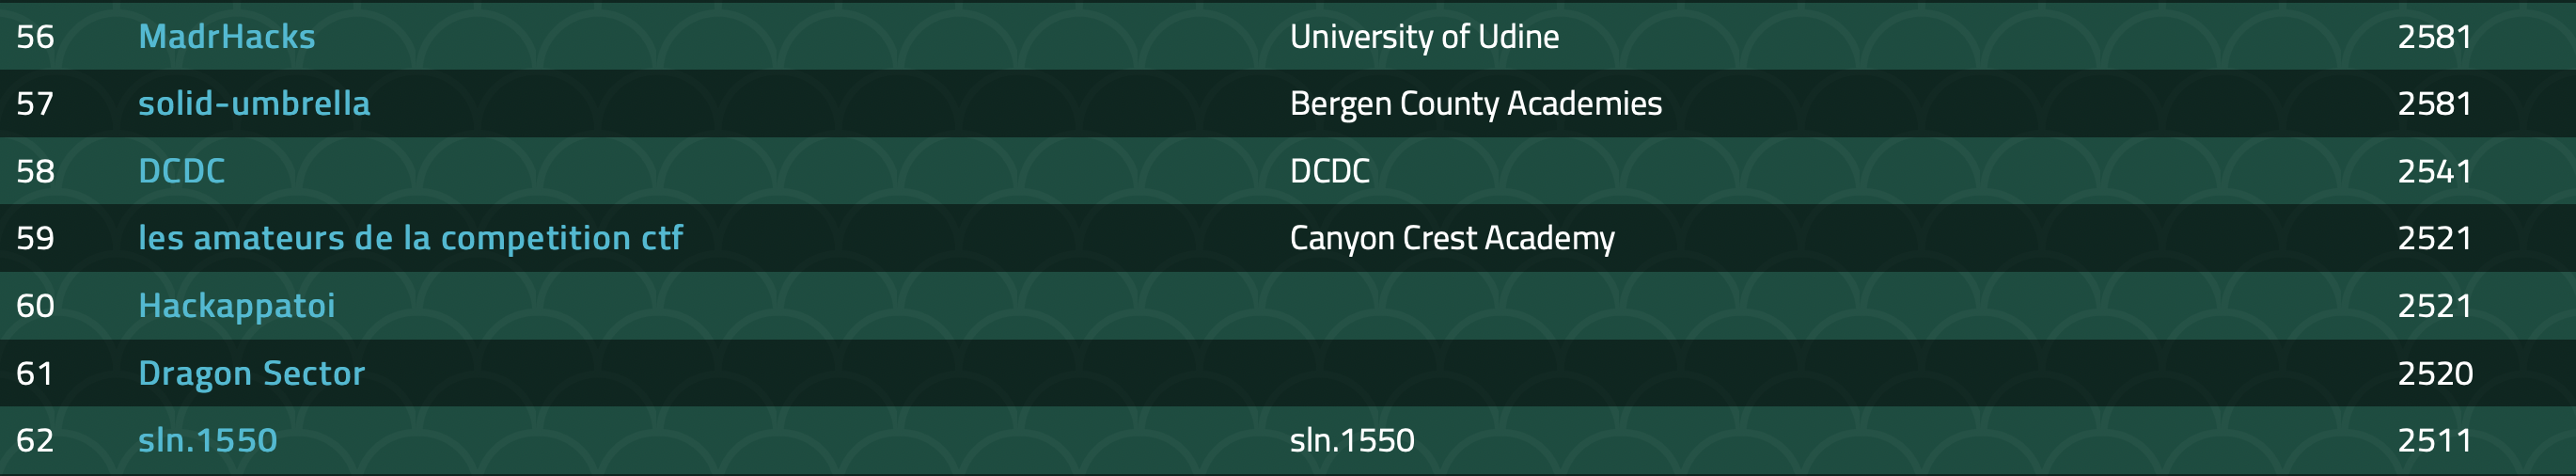 56 MadrHacks University of Udine 2581
57 solid-umbrella Bergen County Academies 2581
58 DCDC DCDC 2541
59 les amateurs de la competition ctf Canyon Crest Academy 2521
60 Hackappatoi 2521
61 Dragon Sector 2520
62 sln.1550 sln.1550 2511